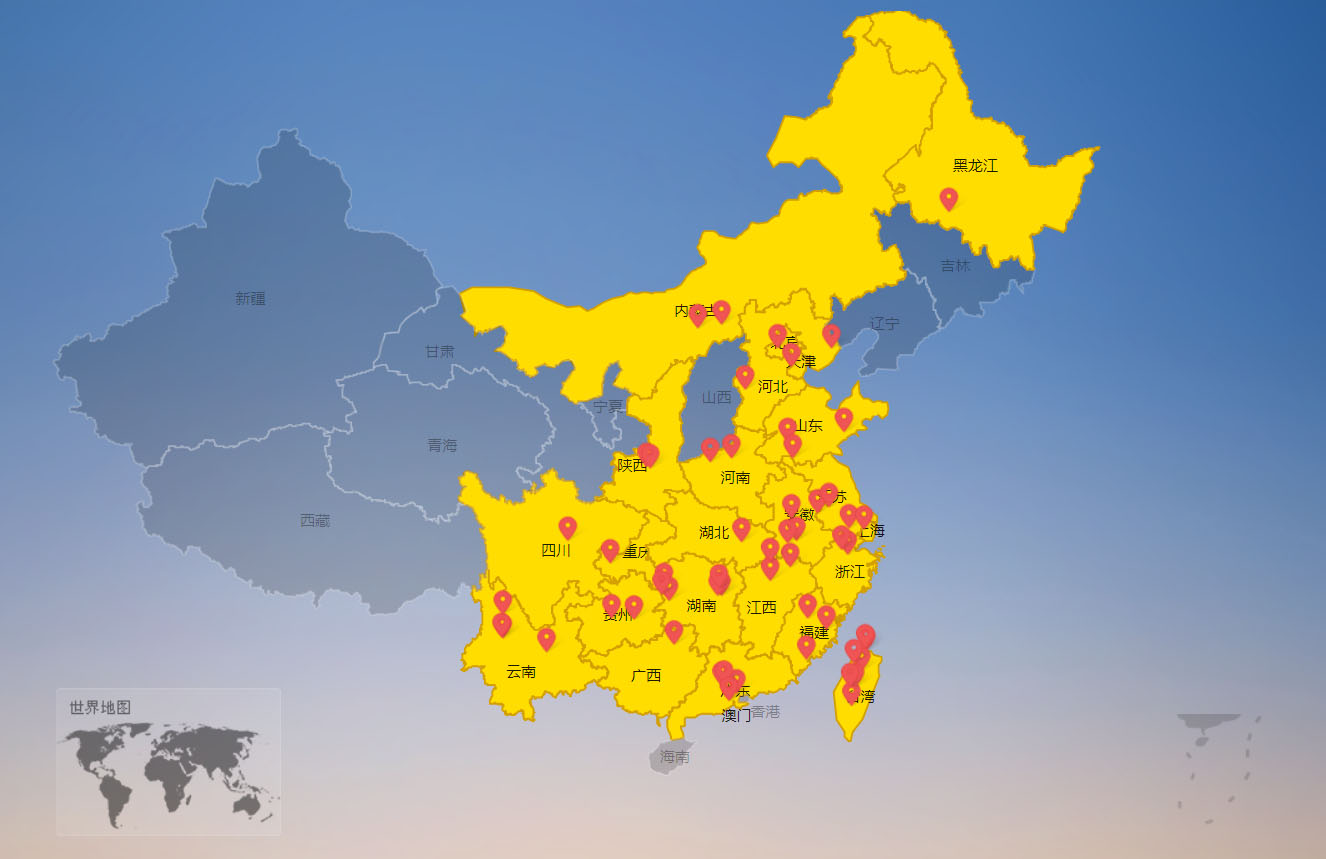 黑龙江
吉林
新疆
内蒙古
辽宁
北京
甘肃
天津
河北
山西
宁夏
山东
青海
陕西
河南
安徽
西藏
湖北
上海
四川
重庆
浙江
湖南
江西
贵州
福建
云南
广西
广东
台湾
世界地图
澳门
香港
海南